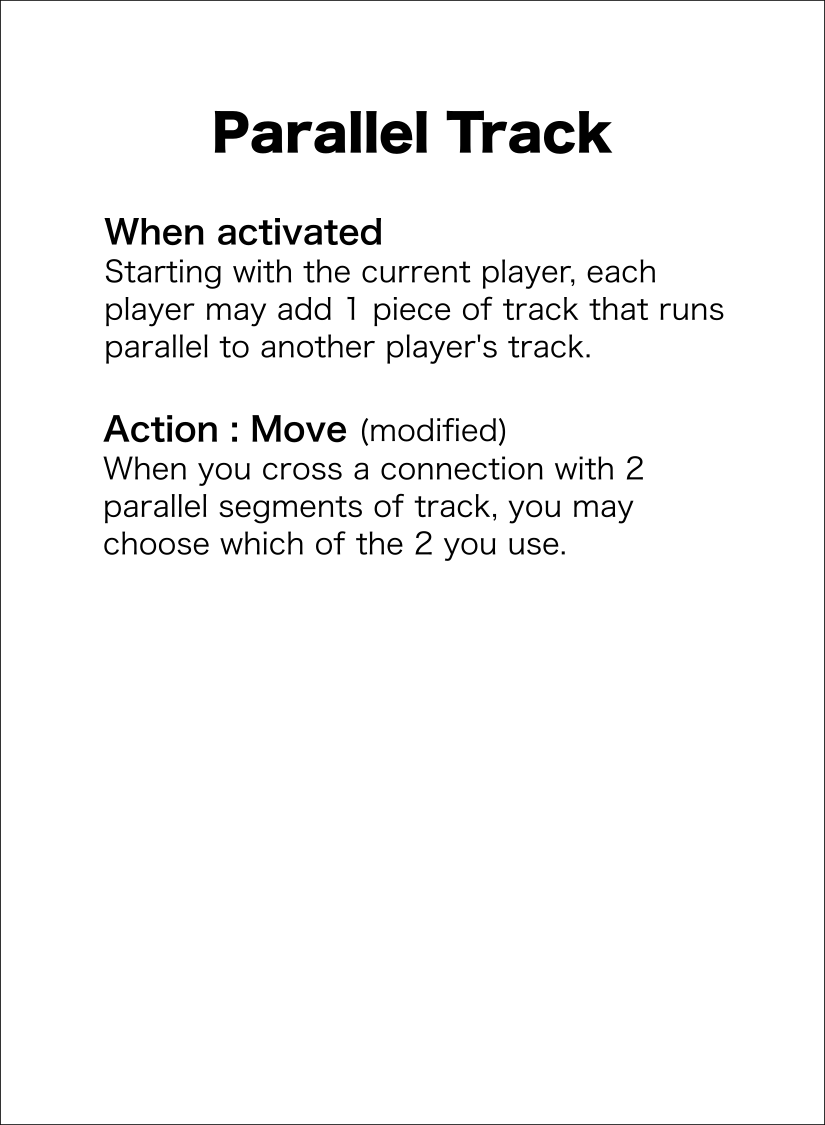 Parallel Track
When activated
Starting with the current player, each
player may add 1 piece of track that runs
parallel to another player's track.
Action : Move (modified)
When you cross a connection with 2
parallel segments of track, you may
choose which of the 2 you use.